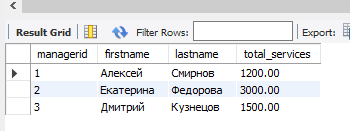 Result Grid Filter Rows: Export:
managerid firstname lastname total_services
1 Алексей Смирнов 1200.00
2 Екатерина Федорова 3000.00
3 Дмитрий Кузнецов 1500.00